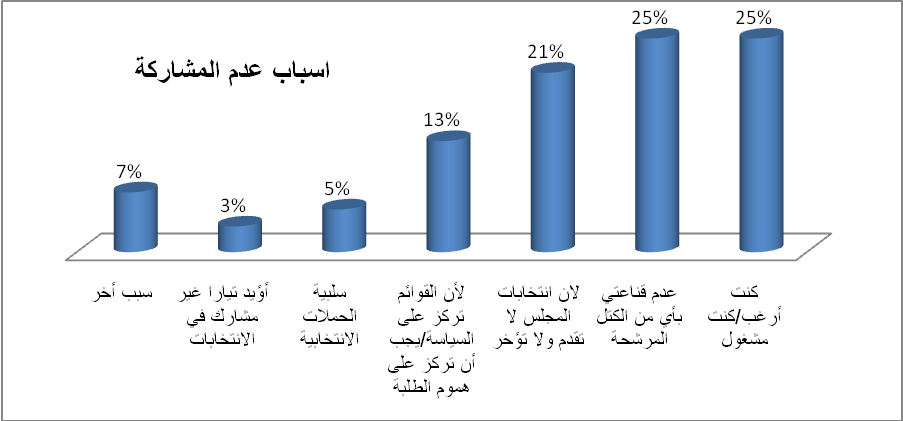 اسباب عدم المشاركة
25%
25%
21%
13%
5%
3%
7%
كنت
أرغب/كنت
مشغول
عدم قناعتي
بأي من الكتل
المرشحة
لان انتخابات
المجلس لا
تقدم ولا تؤخر
لأن القوائم
تركز على
السياسة/يجب
أن تركز على
هموم الطلبة
سلبية
الحملات
الانتخابية
أؤيد تيارا غير
مشارك في
الانتخابات
سبب أخر